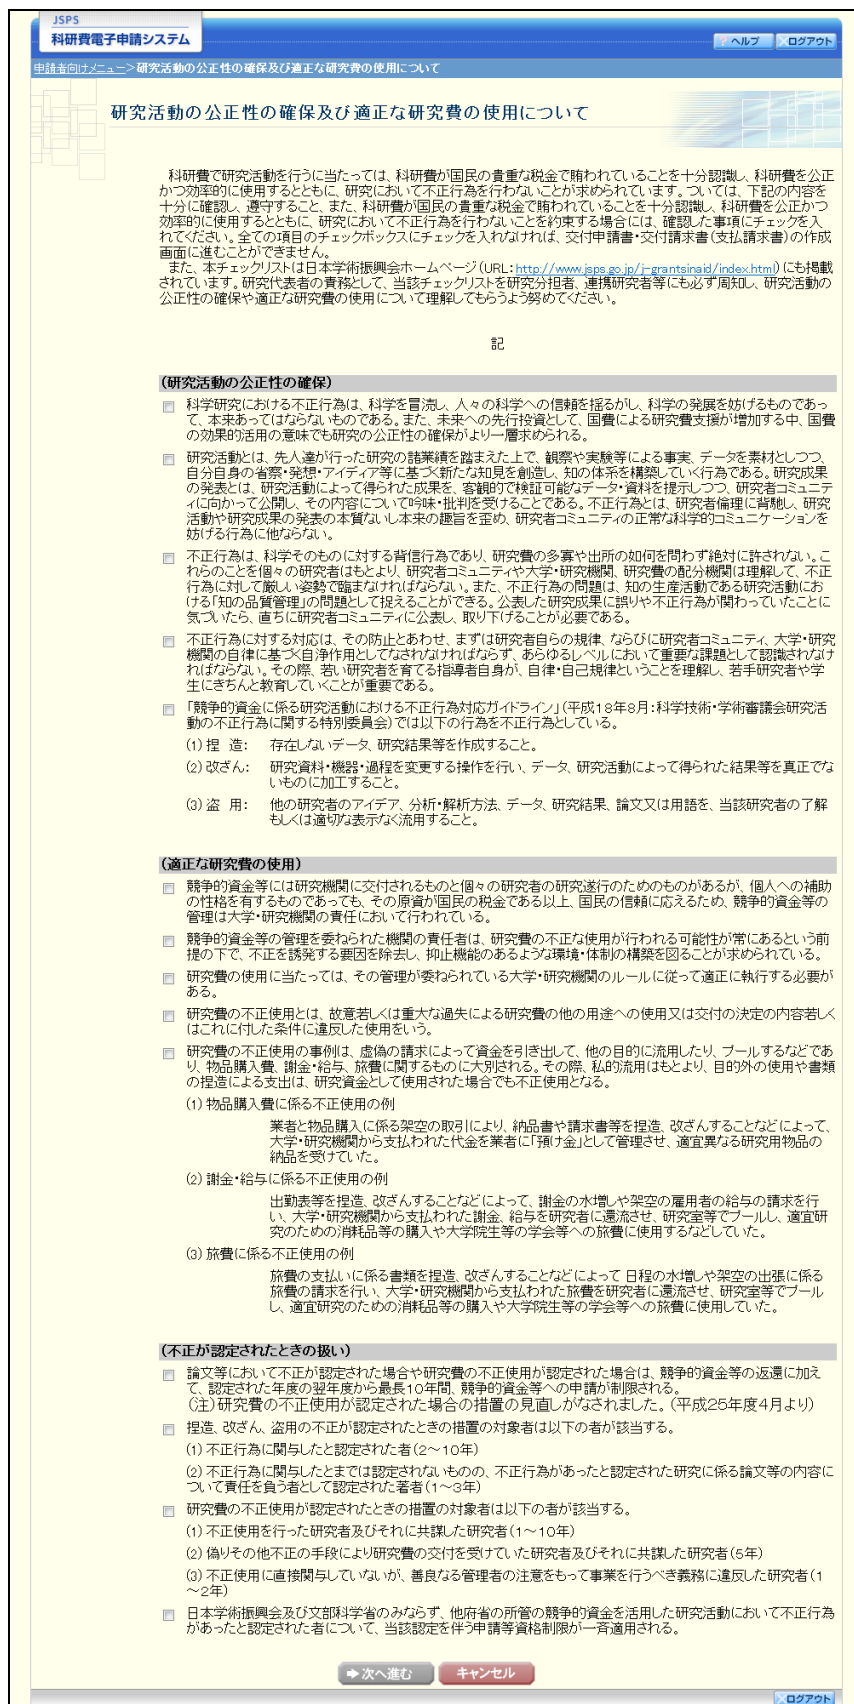 JSPS
科研費電子申請システム
ヘルプ ログアウト
申請者向けメニュー>研究活動の公正性の確保及び適正な研究費の使用について
研究活動の公正性の確保及び適正な研究費の使用について
科研費で研究活動を行うに当たっては、科研費が国民の貴重な税金で賄われていることを十分認識し、科研費を公正
かつ効率的に使用するとともに、研究において不正行為を行わないことが求められています。ついては、下記の内容を
十分に確認し、遵守すること、また、科研費が国民の貴重な税金で賄われていることを十分認識し、科研費を公正かつ
効率的に使用するとともに、研究において不正行為を行わないことを約束する場合には、確認した事項にチェックを入
れてください。全ての項目のチェックボックスにチェックを入れなければ、交付申請書・交付請求書(支払請求書)の作成
画面に進むことができません。
また、本チェックリストは日本学術振興会ホームページ(URL:http://www.jsps.go.jp/j-grantsinaid/index.html)にも掲載
されています。研究代表者の責務として、当該チェックリストを研究分担者、連携研究者等にも必ず周知し、研究活動の
公正性の確保や適正な研究費の使用について理解してもらうよう努めてください。
記
(研究活動の公正性の確保)
科学研究における不正行為は、科学を冒涜し、人々の科学への信頼を揺るがし、科学の発展を妨げるものであっ
て、本来あってはならないものである。また、未来への先行投資として、国費による研究費支援が増加する中、国費
の効果的活用の意味でも研究の公正性の確保がより一層求められる。
研究活動とは、先人達が行った研究の諸業績を踏まえた上で、観察や実験等による事実、データを素材としつつ、
自分自身の省察・発想・アイディア等に基づく新たな知見を創造し、知の体系を構築していく行為である。研究成果
の発表とは、研究活動によって得られた成果を、客観的で検証可能なデータ・資料を提示しつつ、研究者コミュニテ
ィに向かって公開し、その内容について吟味・批判を受けることである。不正行為とは、研究者倫理に背馳し、研究
活動や研究成果の発表の本質ないし本来の趣旨を歪め、研究者コミュニティの正常な科学的コミュニケーションを
妨げる行為に他ならない。
不正行為は、科学そのものに対する背信行為であり、研究費の多寡や出所の如何を問わず絶対に許されない。こ
れらのことを個々の研究者はもとより、研究者コミュニティや大学・研究機関、研究費の配分機関は理解して、不正
行為に対して厳しい姿勢で臨まなければならない。また、不正行為の問題は、知の生産活動である研究活動にお
ける「知の品質管理」の問題として捉えることができる。公表した研究成果に誤りや不正行為が関わっていたことに
気づいたら、直ちに研究者コミュニティに公表し、取り下げることが必要である。
不正行為に対する対応は、その防止とあわせ、まずは研究者自らの規律、ならびに研究者コミュニティ、大学・研究
機関の自律に基づく自浄作用としてなされなければならず、あらゆるレベルにおいて重要な課題として認識されなけ
ればならない。その際、若い研究者を育てる指導者自身が、自律・自己規律ということを理解し、若手研究者や学
生にきちんと教育していくことが重要である。
「競争的資金に係る研究活動における不正行為対応ガイドライン」(平成18年8月:科学技術・学術審議会研究活
動の不正行為に関する特別委員会)では以下の行為を不正行為としている。
(1) 捏 造: 存在しないデータ、研究結果等を作成すること。
(2) 改ざん: 研究資料・機器・過程を変更する操作を行い、データ、研究活動によって得られた結果等を真正でな
いものに加工すること。
(3) 盗 用: 他の研究者のアイデア、分析・解析方法、データ、研究結果、論文又は用語を、当該研究者の了解
もしくは適切な表示なく流用すること。
(適正な研究費の使用)
競争的資金等には研究機関に交付されるものと個々の研究者の研究遂行のためのものがあるが、個人への補助
の性格を有するものであっても、その原資が国民の税金である以上、国民の信頼に応えるため、競争的資金等の
管理は大学・研究機関の責任において行われている。
競争的資金等の管理を委ねられた機関の責任者は、研究費の不正な使用が行われる可能性が常にあるという前
提の下で、不正を誘発する要因を除去し、抑止機能のあるような環境・体制の構築を図ることが求められている。
研究費の使用に当たっては、その管理が委ねられている大学・研究機関のルールに従って適正に執行する必要が
ある。
研究費の不正使用とは、故意若しくは重大な過失による研究費の他の用途への使用又は交付の決定の内容若しく
はこれに付した条件に違反した使用をいう。
研究費の不正使用の事例は、虚偽の請求によって資金を引き出して、他の目的に流用したり、プールするなどであ
り、物品購入費、謝金・給与、旅費に関するものに大別される。その際、私的流用はもとより、目的外の使用や書類
の捏造による支出は、研究資金として使用された場合でも不正使用となる。
(1) 物品購入費に係る不正使用の例
業者と物品購入に係る架空の取引により、納品書や請求書等を捏造、改ざんすることなどによって、
大学・研究機関から支払われた代金を業者に「預け金」として管理させ、適宜異なる研究用物品の
納品を受けていた。
(2) 謝金・給与に係る不正使用の例
出勤表等を捏造、改ざんすることなどによって、謝金の水増しや架空の雇用者の給与の請求を行
い、大学・研究機関から支払われた謝金、給与を研究者に還流させ、研究室等でプールし、適宜研
究のための消耗品等の購入や大学院生等の学会等への旅費に使用するなどしていた。
(3) 旅費に係る不正使用の例
旅費の支払いに係る書類を捏造、改ざんすることなどによって 日程の水増しや架空の出張に係る
旅費の請求を行い、大学・研究機関から支払われた旅費を研究者に還流させ、研究室等でプール
し、適宜研究のための消耗品等の購入や大学院生等の学会等への旅費に使用していた。
(不正が認定されたときの扱い)
論文等において不正が認定された場合や研究費の不正使用が認定された場合は、競争的資金等の返還に加え
て、認定された年度の翌年度から最長10年間、競争的資金等への申請が制限される。
(注)研究費の不正使用が認定された場合の措置の見直しがなされました。(平成25年度4月より)
捏造、改ざん、盗用の不正が認定されたときの措置の対象者は以下の者が該当する。
(1) 不正行為に関与したと認定された者(2~10年)
(2) 不正行為に関与したとまでは認定されないものの、不正行為があったと認定された研究に係る論文等の内容に
ついて責任を負う者として認定された著者(1~3年)
研究費の不正使用が認定されたときの措置の対象者は以下の者が該当する。
(1) 不正使用を行った研究者及びそれに共謀した研究者(1~10年)
(2) 偽りその他不正の手段により研究費の交付を受けていた研究者及びそれに共謀した研究者(5年)
(3) 不正使用に直接関与していないが、善良なる管理者の注意をもって事業を行うべき義務に違反した研究者(1
~2年)
日本学術振興会及び文部科学省のみならず、他府省の所管の競争的資金を活用した研究活動において不正行為
があったと認定された者について、当該認定を伴う申請等資格制限が一斉適用される。
次へ進む キャンセル
ログアウト